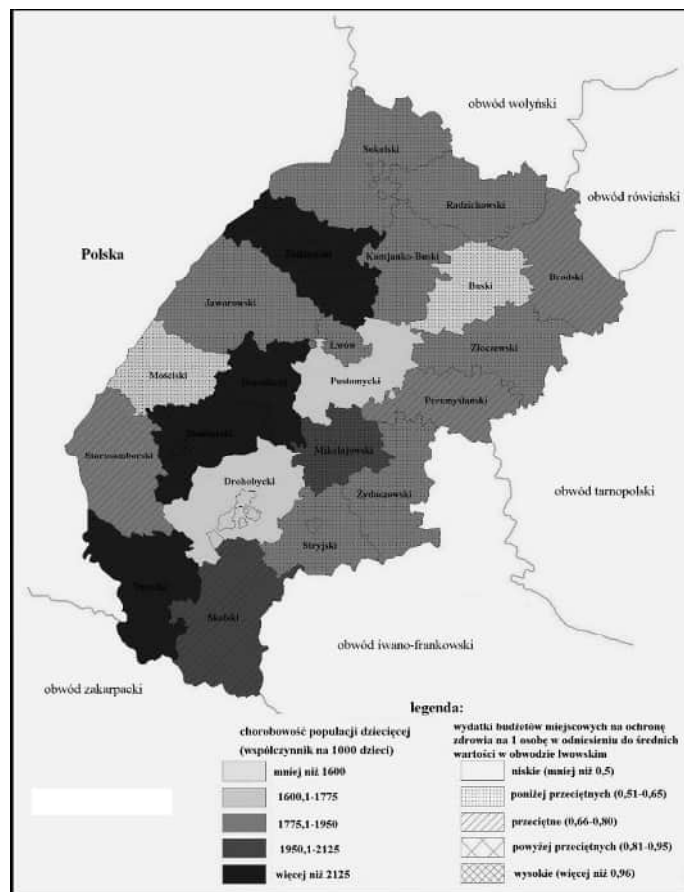 obwód wołyński
Sokalski
obwód rówieński
Radzichowski
Polska
Kamjanko-Buski
Brodski
Buski
Jaworowski
Lwów
Złoczewski
Mościski
Pustomycki
Peremyslański
Mikołajowski
Starosamborski
Drohobycki
Żydaczowski
obwód tarnopolski
Stryjski
Skolski
obwód iwano-frankowski
obwód zakarpacki
legenda:
chorobowość populacji dziecięcej
(współczynnik na 1000 dzieci)
mniej niż 1600
1600,1-1775
1775,1-1950
1950,1-2125
więcej niż 2125
wydatki budżetów miejscowych na ochronę
zdrowia na 1 osobę w odniesieniu do średnich
wartości w obwodzie lwowskim
niskie (mniej niż 0,5)
poniżej przeciętnych (0,51-0,65)
przeciętne (0,66-0,80)
powyżej przeciętnych (0,81-0,95)
wysokie (więcej niż 0,96)